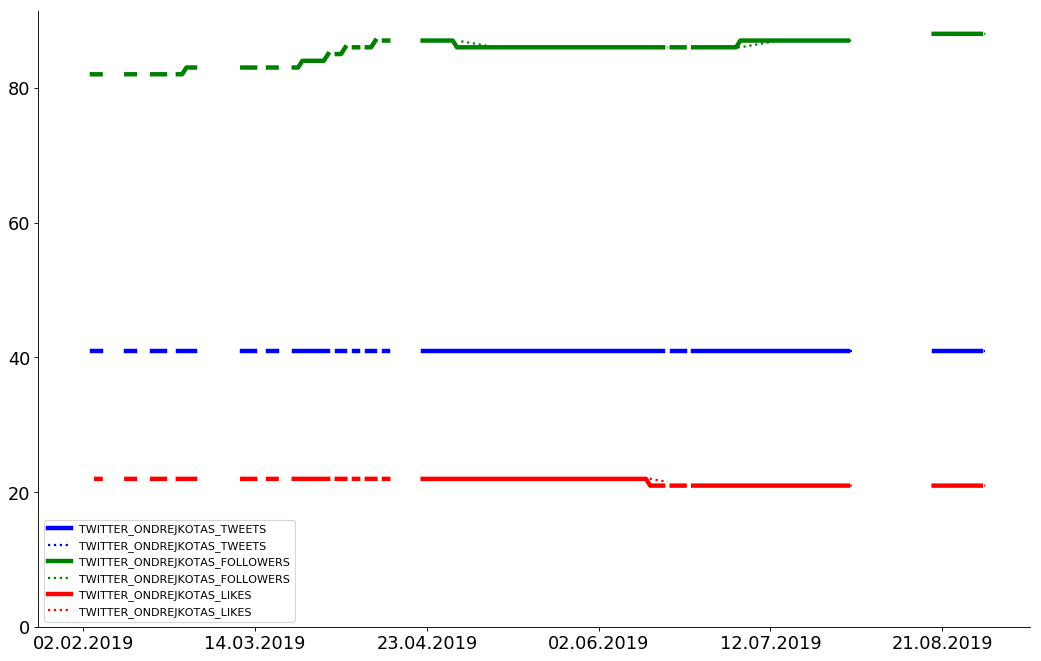 80
60
40
20
0
TWITTER_ONDREJKOTAS_TWEETS
TWITTER_ONDREJKOTAS_TWEETS
TWITTER_ONDREJKOTAS_FOLLOWERS
TWITTER_ONDREJKOTAS_FOLLOWERS
TWITTER_ONDREJKOTAS_LIKES
TWITTER_ONDREJKOTAS_LIKES
02.02.2019 14.03.2019 23.04.2019 02.06.2019 12.07.2019 21.08.2019